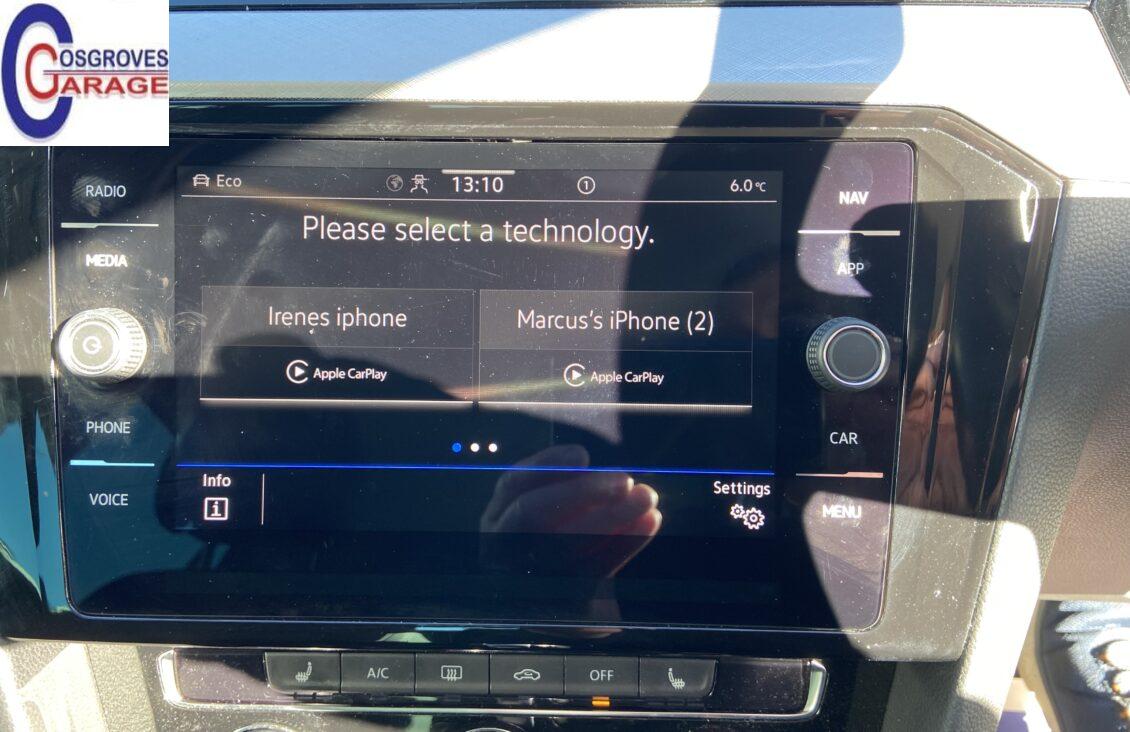 COSGROVES
GARAGE
RADIO
MEDIA
PHONE
VOICE
Eco
13:10
1
6.0 °C
Please select a technology.
Irenes iphone
Apple CarPlay
Marcus's iPhone (2)
Apple CarPlay
Info
i
Settings
NAV
APP
CAR
MENU
A/C
OFF